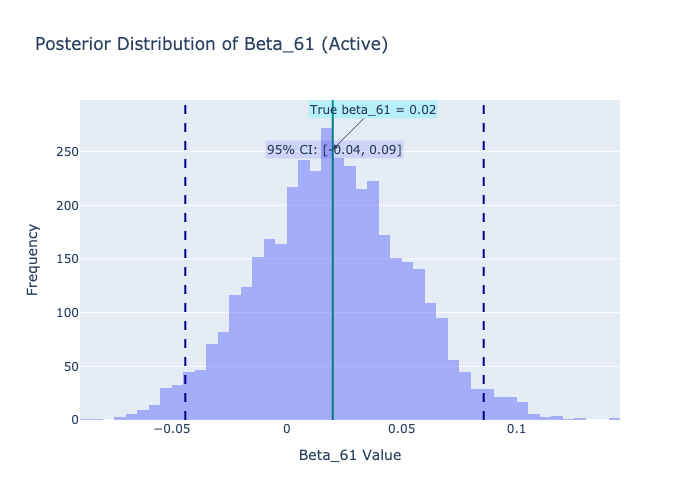 Posterior Distribution of Beta_61 (Active)
True beta_61 = 0.02
95% CI: [-0.04, 0.09]
250
200
150
100
50
0
Frequency
−0.05
0
0.05
0.1
Beta_61 Value